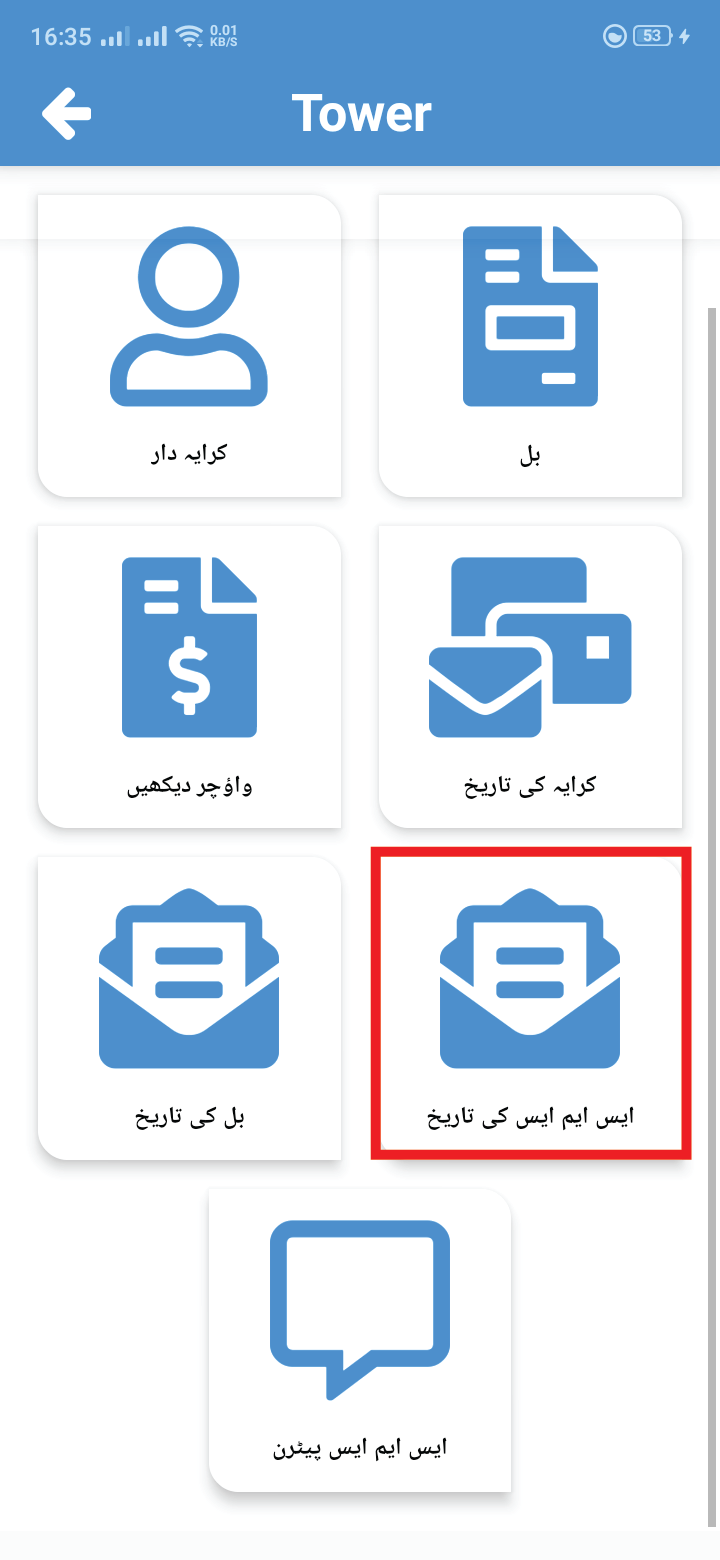 16:35
0.01
KB/S
53
Tower
کرایہ دار
بل
واؤچر دیکھیں
کرایہ کی تاریخ
بل کی تاریخ
ایس ایم ایس کی تاریخ
ایس ایم ایس پیٹرن